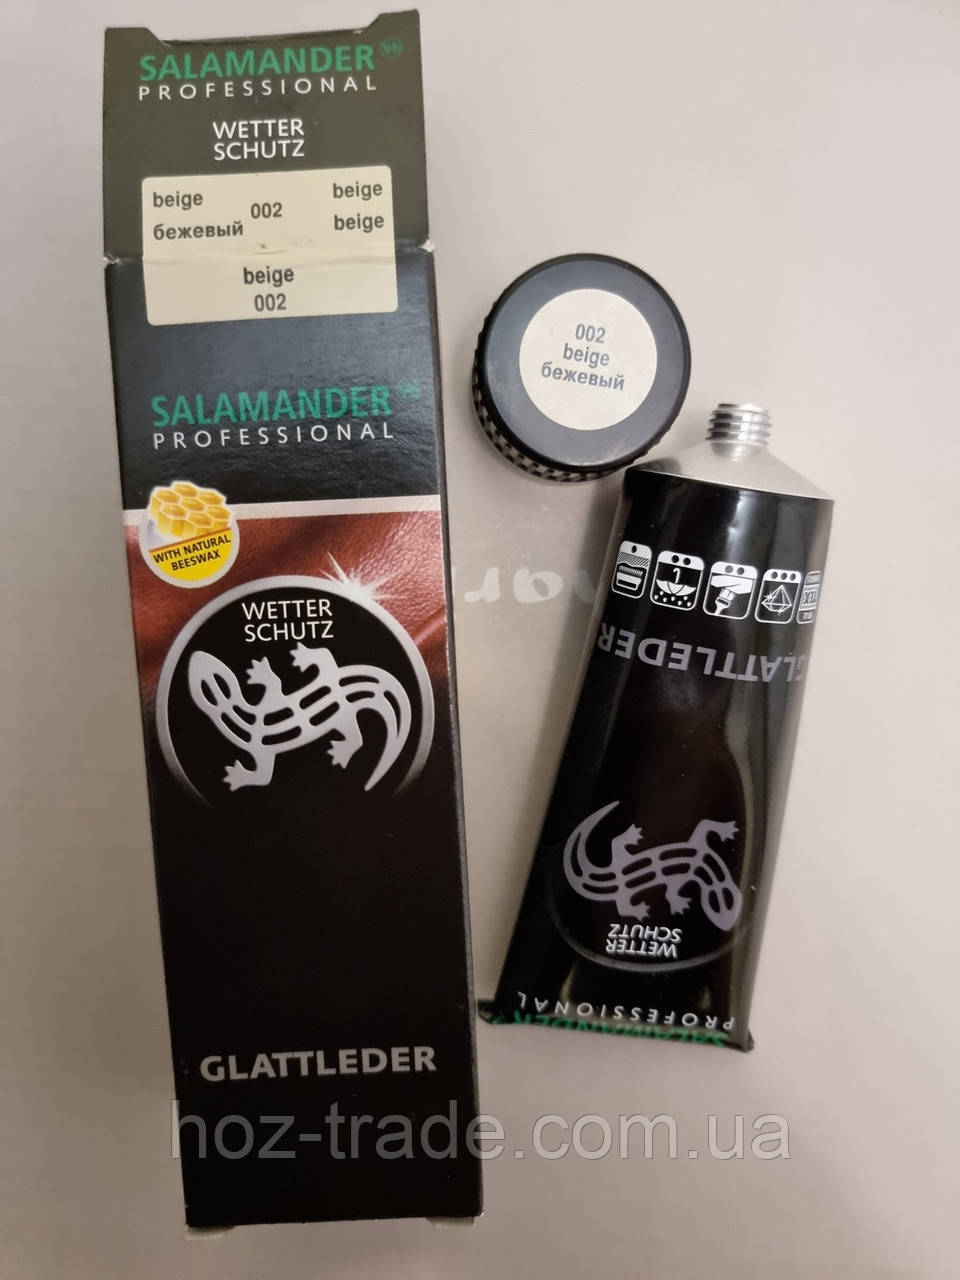 SALAMANDER
PROFESSIONAL
WETTER
SCHUTZ
beige 002 beige
бежевый beige
beige
002
SALAMANDER
PROFESSIONAL
WITH NATURAL
BEESWAX
WETTER
SCHUTZ
GLATTLEDER
002
beige
бежевый
GLATTLEDER
WETTER
SCHUTZ
PROFESSIONAL
SALAMANDER
hoz-trade.com.ua